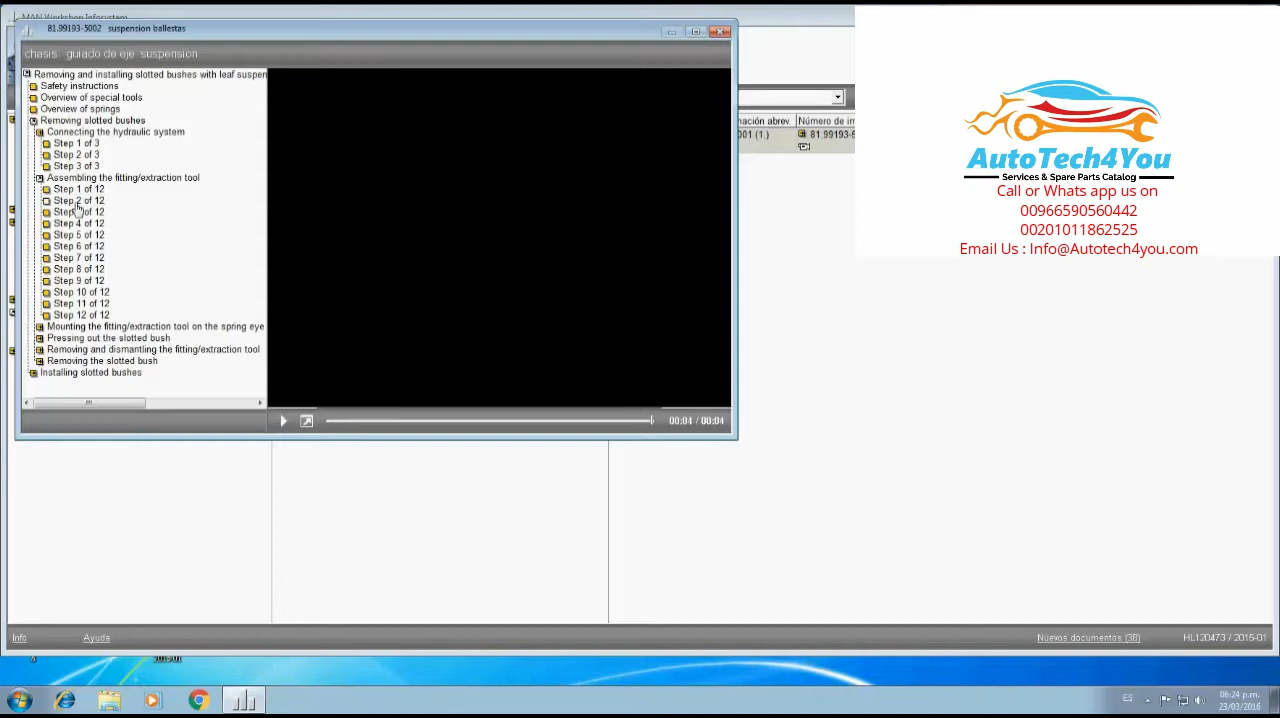 MAN Workshop Infosystem
81.99193-5002 suspension ballestas
chasis guiado de eje suspension
Removing and installing slotted bushes with leaf suspen
Safety instructions
Overview of special tools
Overview of springs
Removing slotted bushes
Connecting the hydraulic system
Step 1 of 3
Step 2 of 3
Step 3 of 3
Assembling the fitting/extraction tool
Step 1 of 12
Step 2 of 12
Step of 12
Step 4 of 12
Step 5 of 12
Step 6 of 12
Step 7 of 12
Step 8 of 12
Step 9 of 12
Step 10 of 12
Step 11 of 12
Step 12 of 12
Mounting the fitting/extraction tool on the spring eye
Pressing out the slotted bush
Removing and dismantling the fitting/extraction tool
Removing the slotted bush
Installing slotted bushes
00:04 / 00:04
mación abrev. Número de in
001 (1.) 81.99193-5
AutoTech4You
Services & Spare Parts Catalog
Call or Whats app us on
00966590560442
00201011862525
Email Us : Info@Autotech4you.com
Info Ayuda Nuevos documentos (38) HL120473 / 2015-01
2015-01
ES 06:24 p.m.
23/03/2016